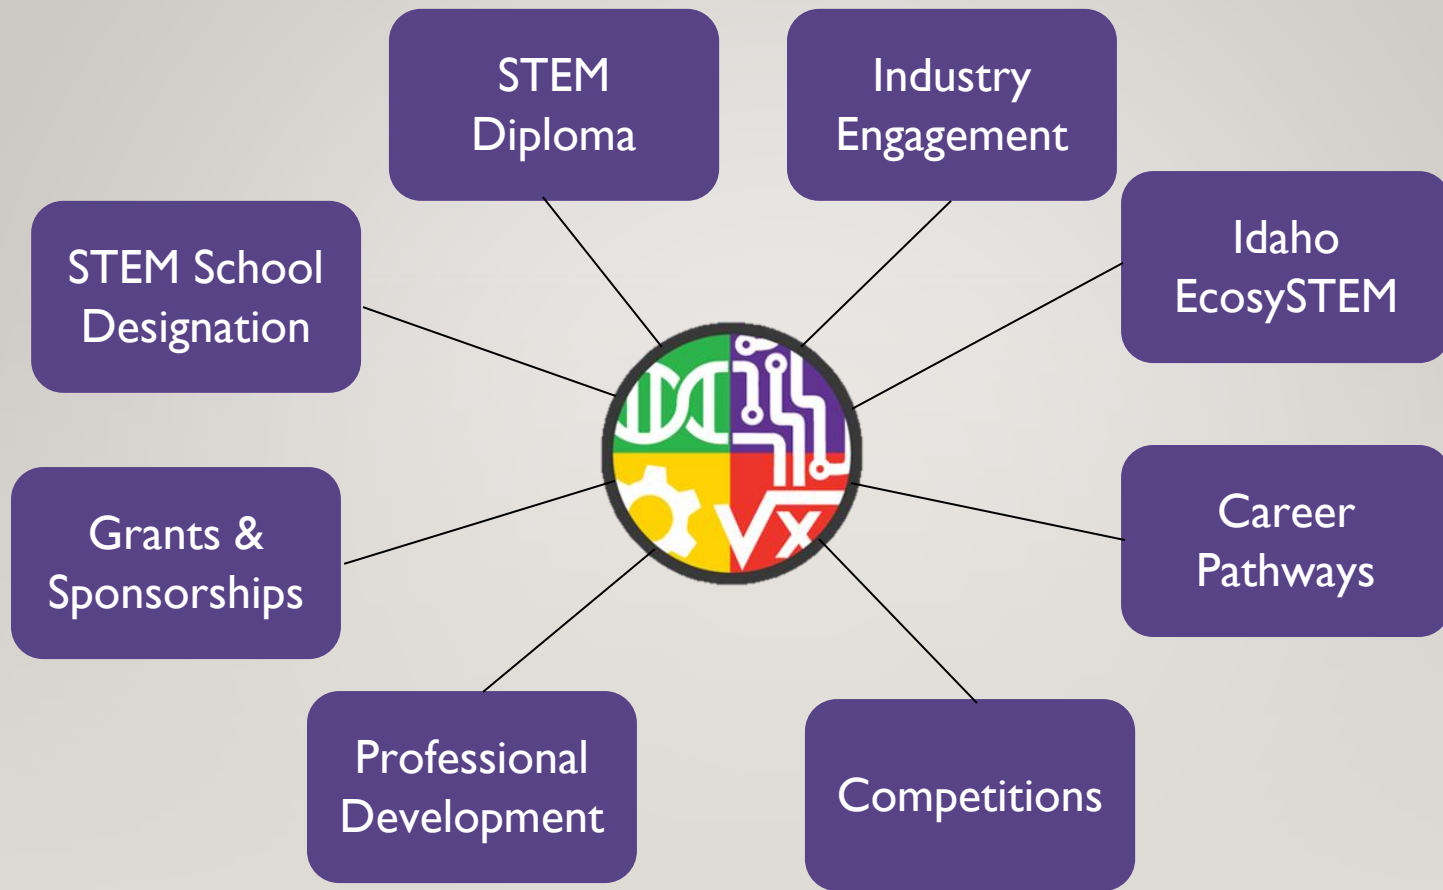 STEM
Diploma
Industry
Engagement
Idaho
EcosySTEM
STEM School
Designation
Grants &
Sponsorships
Career
Pathways
Professional
Development
Competitions
√x